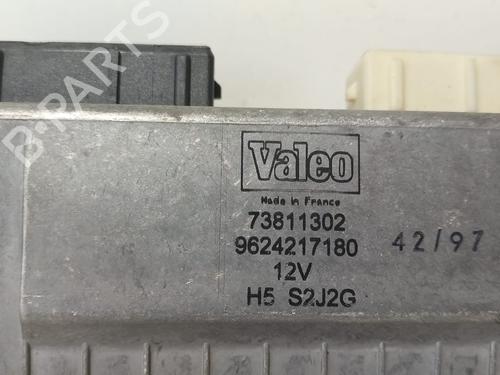 B-PARTS
Valeo
Made in France
73811302
9624217180
42/97
12V
H5 S2J2G